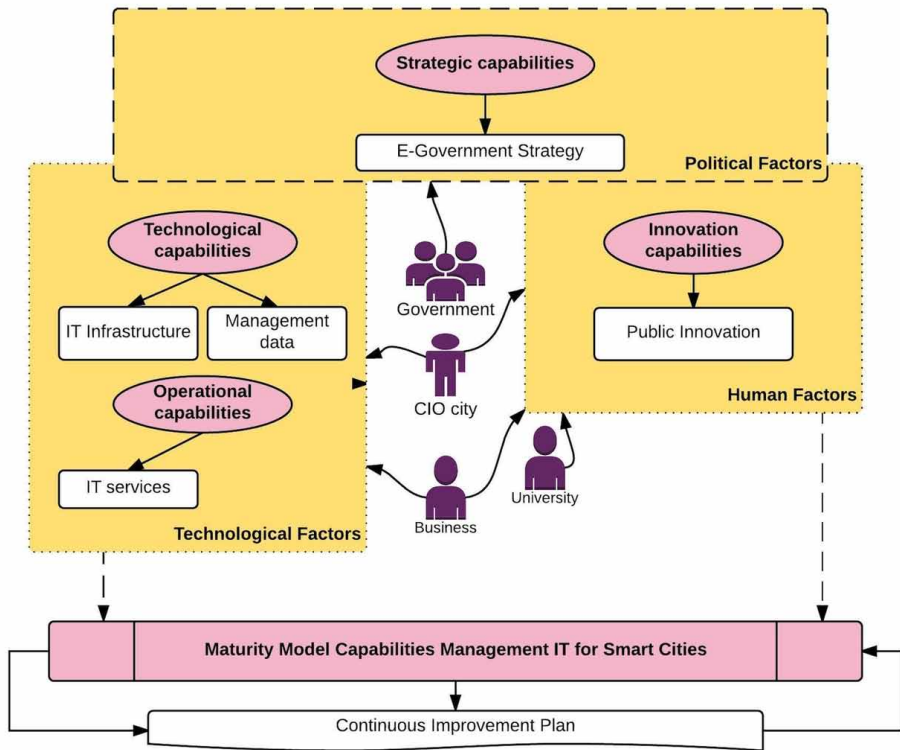 Strategic capabilities
E-Government Strategy
Political Factors
Technological
capabilities
IT Infrastructure
Management
data
Operational
capabilities
IT services
Technological Factors
Government
CIO city
Business
University
Innovation
capabilities
Public Innovation
Human Factors
Maturity Model Capabilities Management IT for Smart Cities
Continuous Improvement Plan